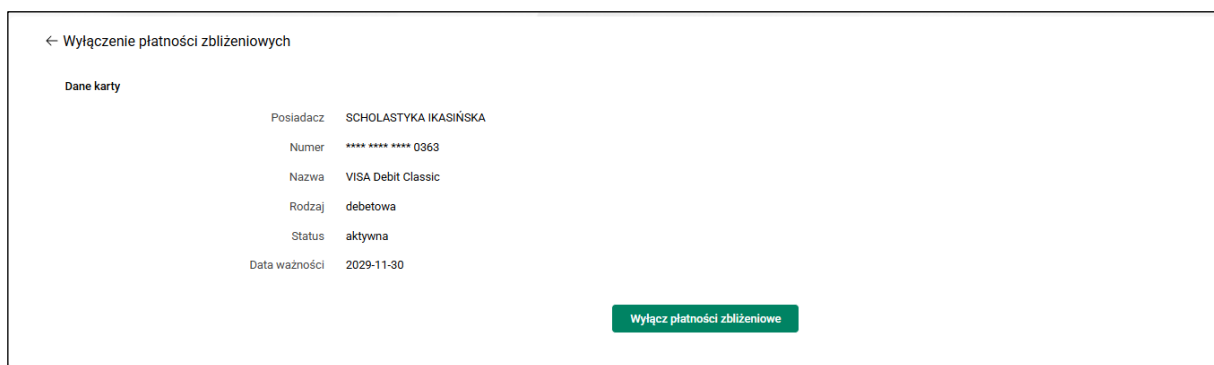 ← Wyłączenie płatności zbliżeniowych
Dane karty
Posiadacz SCHOLASTYKA IKASIŃSKA
Numer **** **** **** 0363
Nazwa VISA Debit Classic
Rodzaj debetowa
Status aktywna
Data ważności 2029-11-30
Wyłącz płatności zbliżeniowe